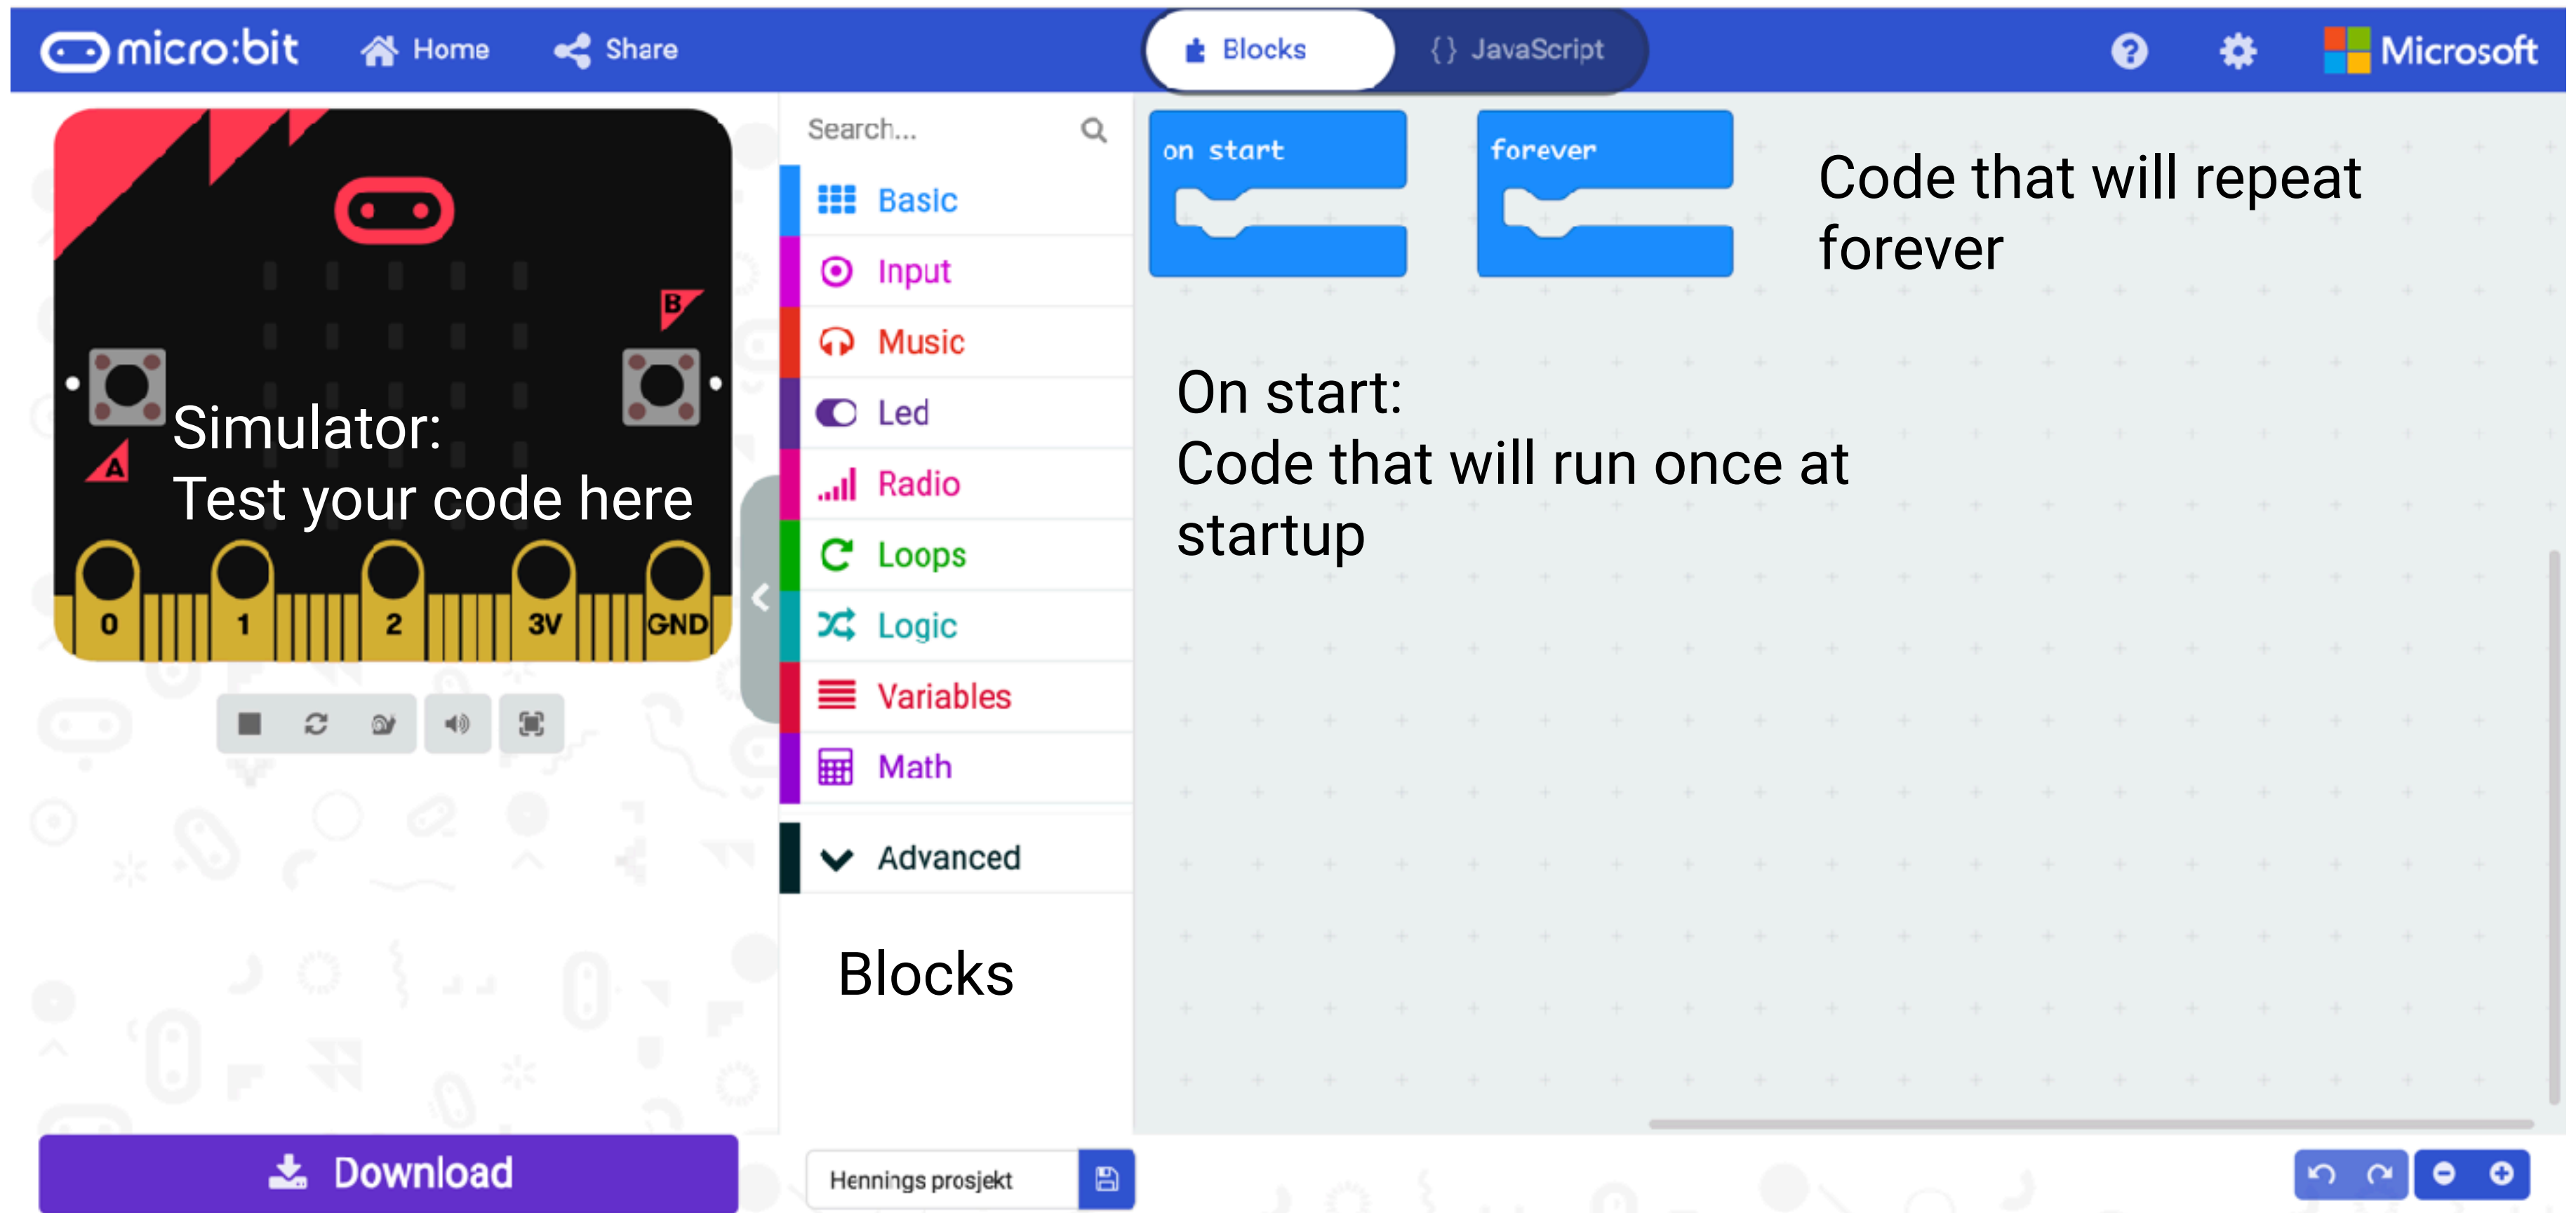 micro:bit
Home
Share
Blocks
{} JavaScript
Microsoft
B
A
Simulator:
Test your code here
0
1
2
3V
GND
Search...
Basic
Input
Music
Led
Radio
Loops
Logic
Variables
Math
Advanced
Blocks
on start
forever
Code that will repeat
forever
On start:
Code that will run once at
startup
Download
Hennings prosjekt